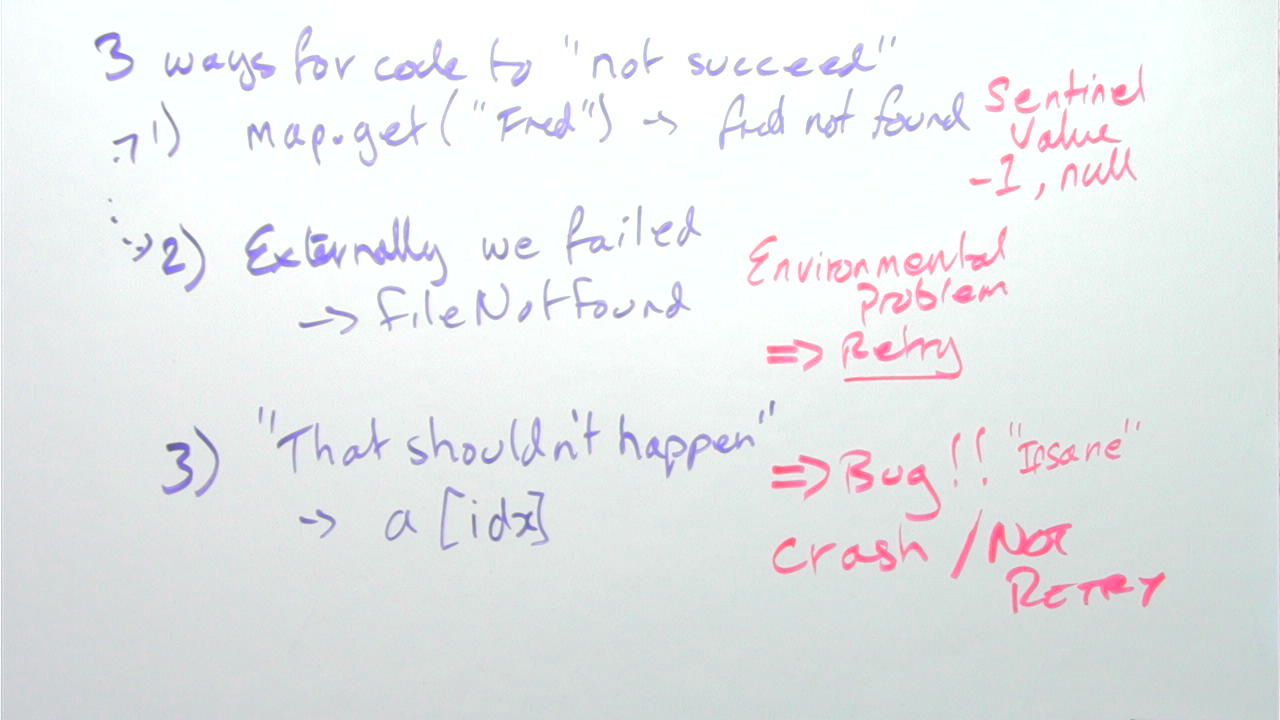 3 ways for code to "not succeed"
1) map.get("Fred") → fred not found
Sentinel
Value
-1, null
2) Externally we failed
→ fileNotFound
Environmental
Problem
⇒ Retry
3) "That shouldn't happen"
→ a[idx]
⇒ Bug!! "Insane"
Crash / NOT
RETRY